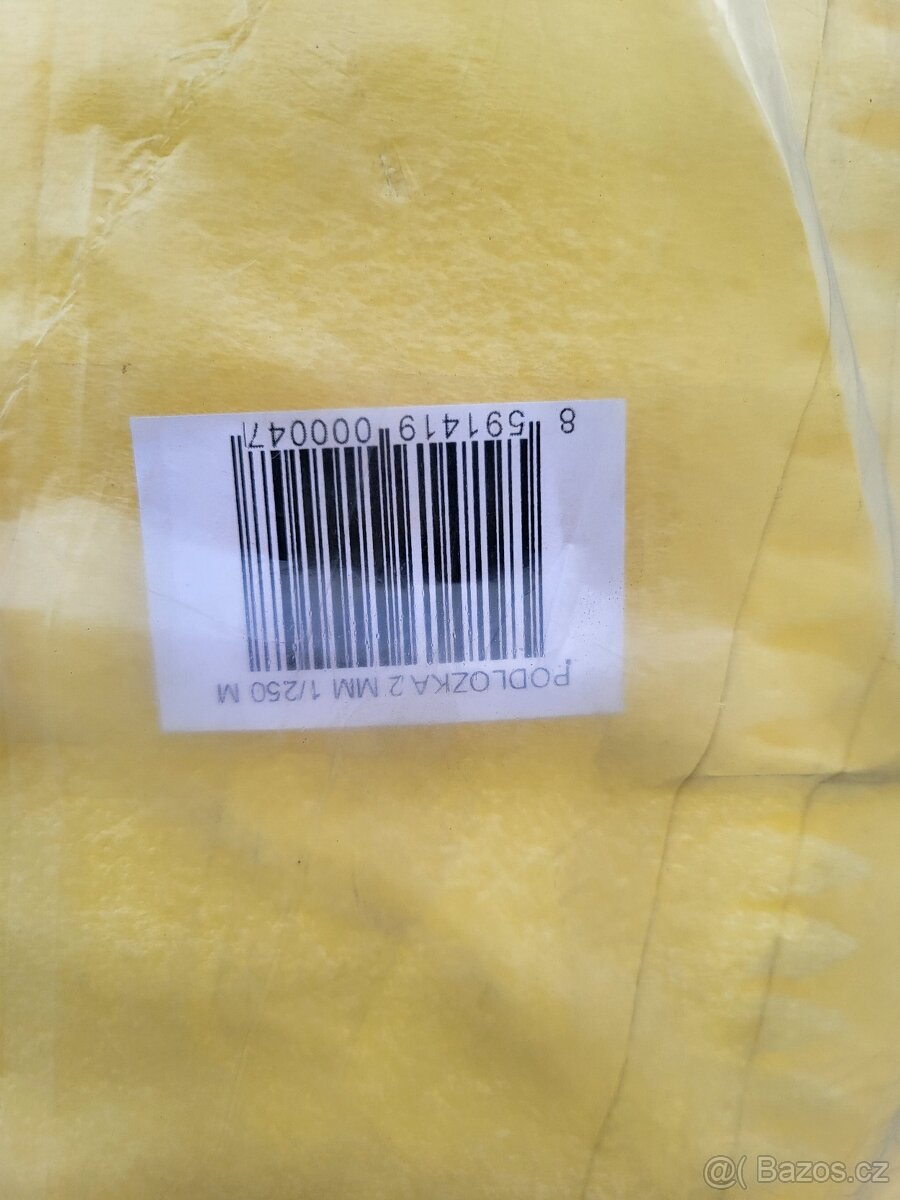 PODLOZKA 2 MM 1/250 M
8 591419 000047
@( Bazos.cz